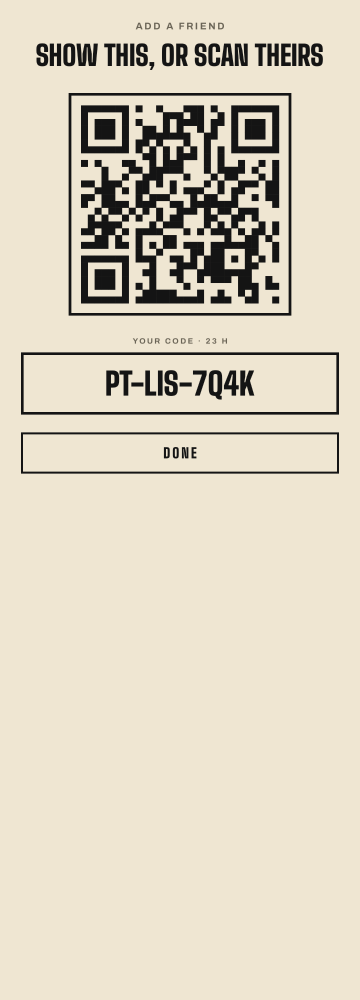 ADD A FRIEND
SHOW THIS, OR SCAN THEIRS
YOUR CODE · 23 H
PT-LIS-7Q4K
DONE